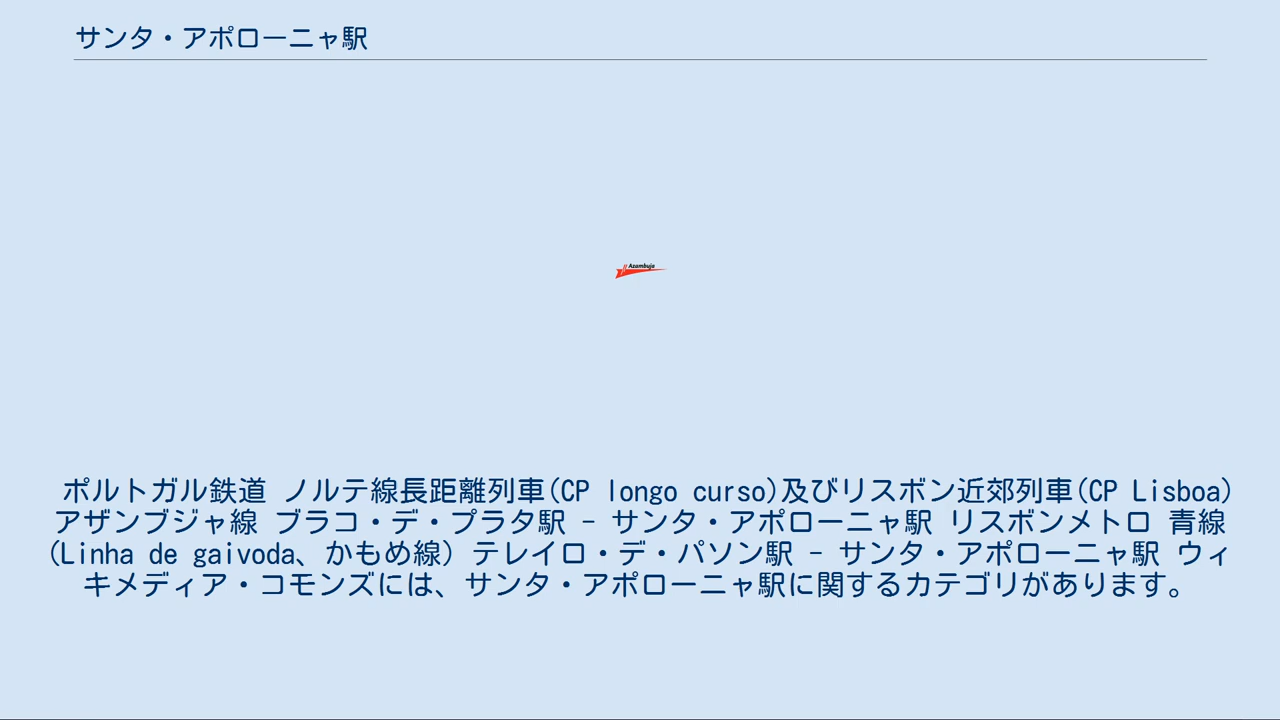 サンタ・アポローニャ駅
Azambuja
ポルトガル鉄道 ノルテ線長距離列車(CP longo curso)及びリスボン近郊列車(CP Lisboa)
アザンブジャ線 ブラコ・デ・プラタ駅 - サンタ・アポローニャ駅 リスボンメトロ 青線
(Linha de gaivoda、かもめ線) テレイロ・デ・パソン駅 - サンタ・アポローニャ駅 ウィ
キメディア・コモンズには、サンタ・アポローニャ駅に関するカテゴリがあります。